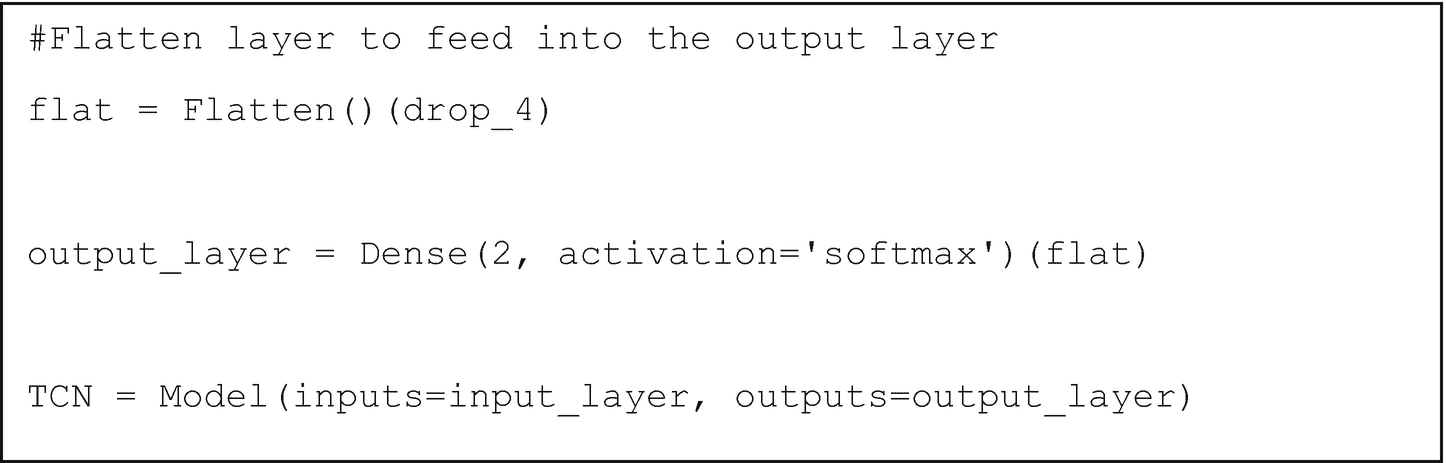 #Flatten layer to feed into the output layer
flat = Flatten()(drop_4)
output_layer = Dense(2, activation='softmax')(flat)
TCN = Model(inputs=input_layer, outputs=output_layer)